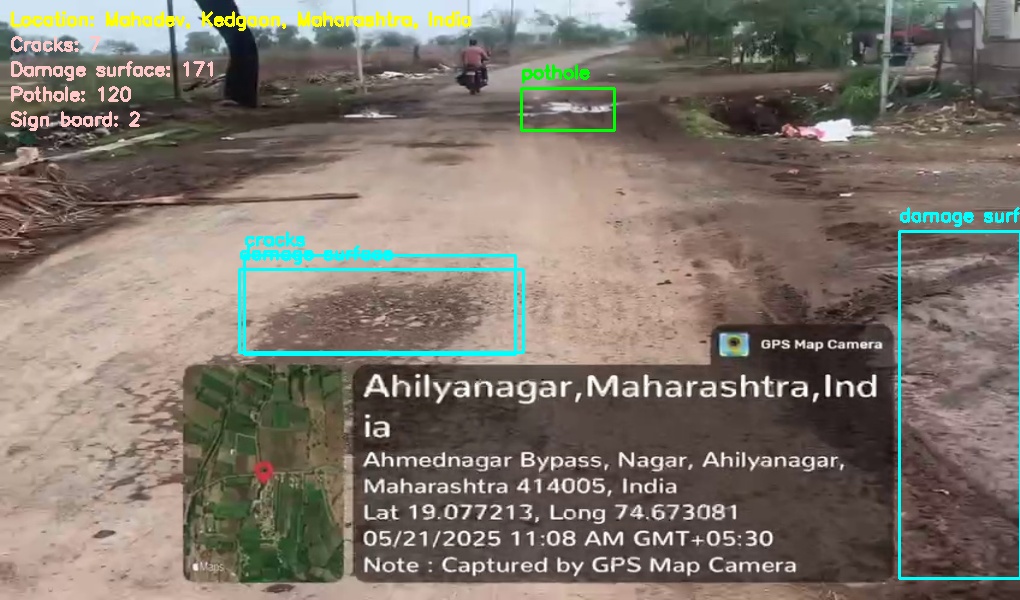 Location: Mahadev, Kedgaon, Maharashtra, India
Cracks: 7
Damage surface: 171
Pothole: 120
Sign board: 2
pothole
damage surf
cracks
damage surface
GPS Map Camera
Ahilyanagar,Maharashtra,Ind
ia
Ahmednagar Bypass, Nagar, Ahilyanagar,
Maharashtra 414005, India
Lat 19.077213, Long 74.673081
05/21/2025 11:08 AM GMT+05:30
Note : Captured by GPS Map Camera
Maps